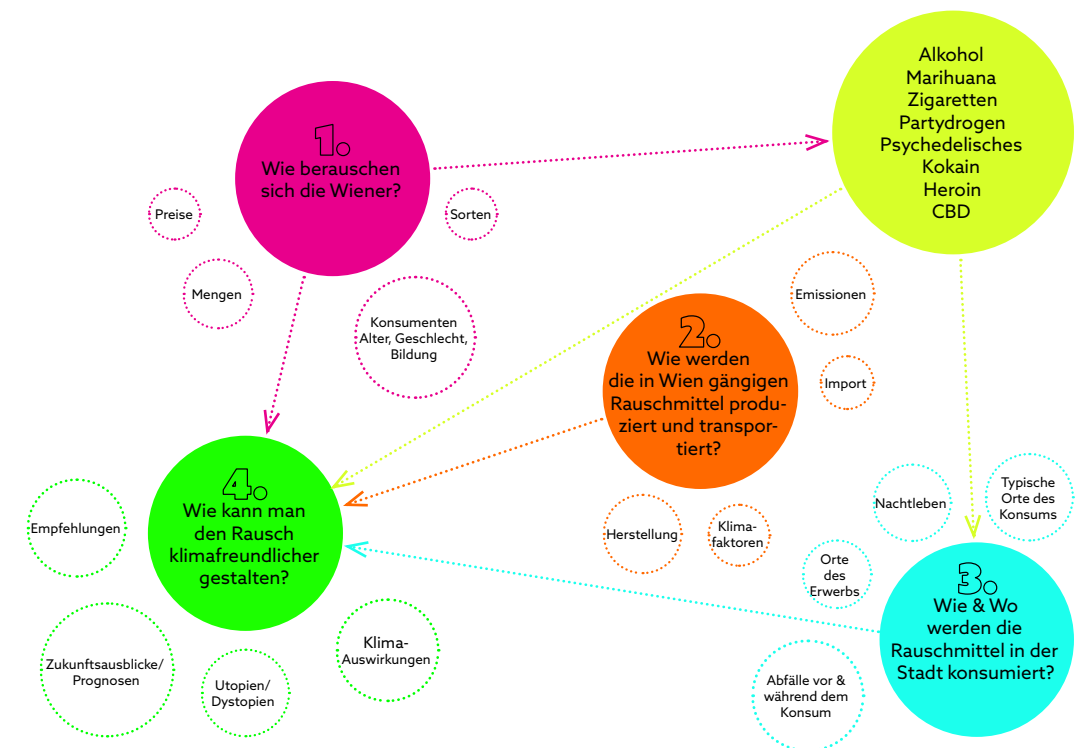 1.
Wie berauschen
sich die Wiener?
Preise
Sorten
Mengen
Konsumenten
Alter, Geschlecht,
Bildung
Alkohol
Marihuana
Zigaretten
Partydrogen
Psychedelisches
Kokain
Heroin
CBD
2.
Wie werden
die in Wien gängigen
Rauschmittel produ-
ziert und transpor-
tiert?
Emissionen
Import
Herstellung
Klima-
faktoren
3.
Wie & Wo
werden die
Rauschmittel in der
Stadt konsumiert?
Nachtleben
Typische
Orte des
Konsums
Orte
des
Erwerbs
Abfälle vor &
während dem
Konsum
4.
Wie kann man
den Rausch
klimafreundlicher
gestalten?
Empfehlungen
Zukunftsausblicke/
Prognosen
Utopien/
Dystopien
Klima-
Auswirkungen